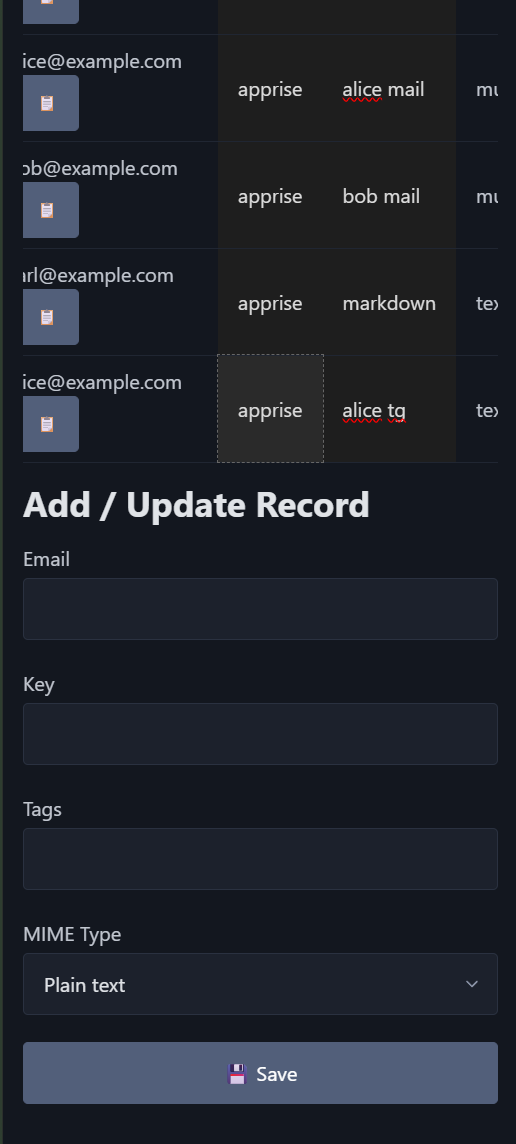 ice@example.com
apprise alice mail mu
ob@example.com
apprise bob mail mu
arl@example.com
apprise markdown tex
ice@example.com
apprise alice tg tex
Add / Update Record
Email
Key
Tags
MIME Type
Plain text
Save